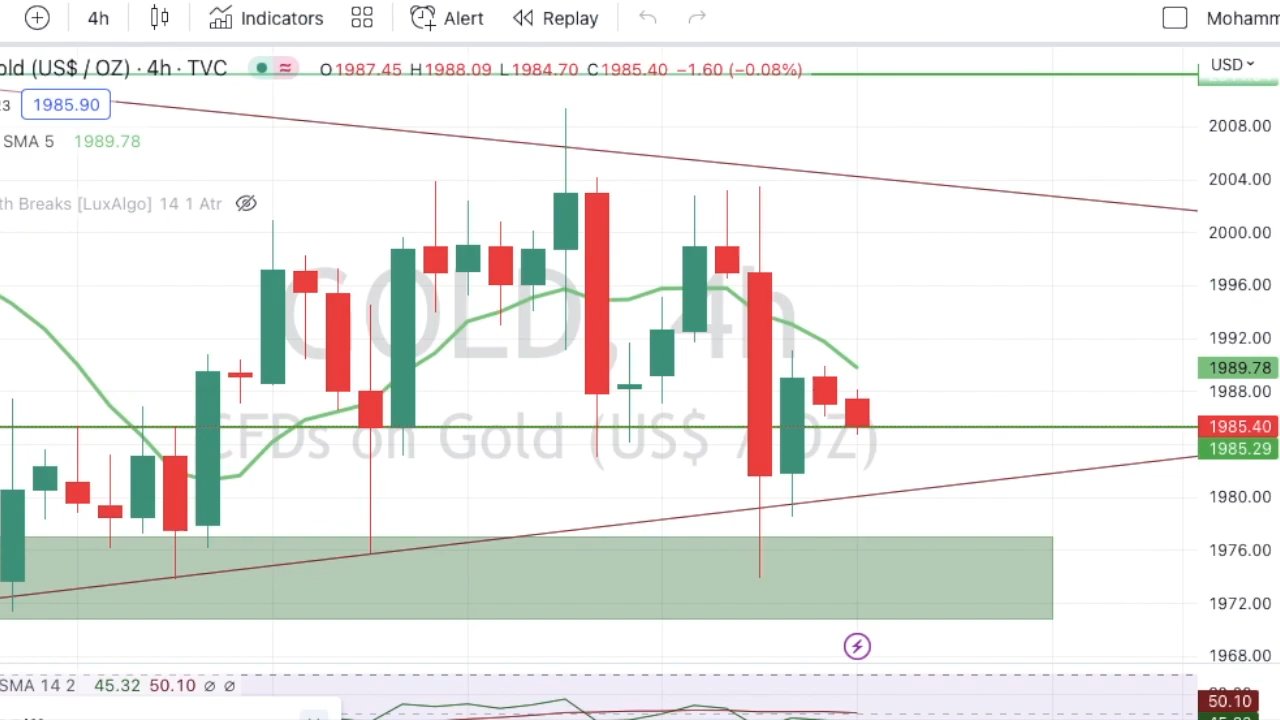 4h Indicators Alert Replay Mohamm
old (US$ / OZ) · 4h · TVC O1987.45 H1988.09 L1984.70 C1985.40 −1.60 (−0.08%) USD
23 1985.90
SMA 5 1989.78
th Breaks [LuxAlgo] 14 1 Atr
GOLD, 4h
CFDs on Gold (US$ / OZ)
2008.00
2004.00
2000.00
1996.00
1992.00
1989.78
1988.00
1985.40
1985.29
1980.00
1976.00
1972.00
1968.00
SMA 14 2 45.32 50.10 ∅ ∅
50.10